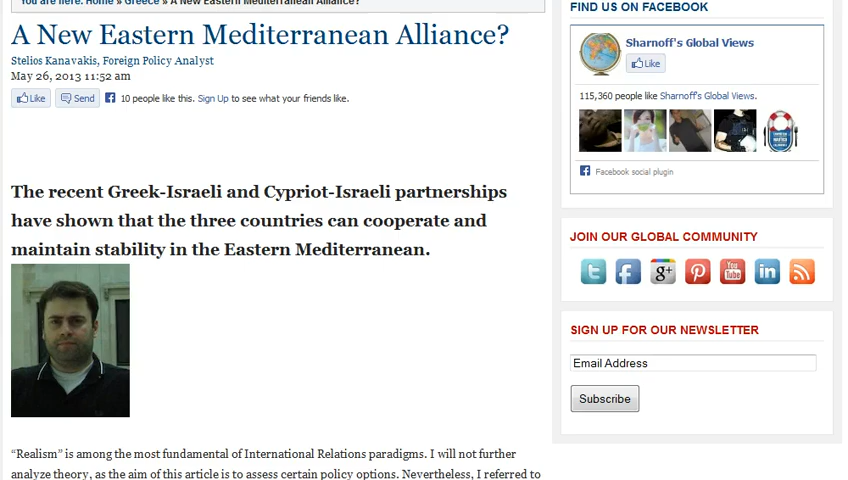 You are here: Home » Greece » A New Eastern Mediterranean Alliance?
A New Eastern Mediterranean Alliance?
Stelios Kanavakis, Foreign Policy Analyst
May 26, 2013 11:52 am
Like Send 10 people like this. Sign Up to see what your friends like.
The recent Greek-Israeli and Cypriot-Israeli partnerships
have shown that the three countries can cooperate and
maintain stability in the Eastern Mediterranean.
“Realism” is among the most fundamental of International Relations paradigms. I will not further
analyze theory, as the aim of this article is to assess certain policy options. Nevertheless, I referred to
FIND US ON FACEBOOK
Sharnoff's Global Views
Like
115,360 people like Sharnoff's Global Views.
Facebook social plugin
JOIN OUR GLOBAL COMMUNITY
g+ You Tube in
SIGN UP FOR OUR NEWSLETTER
Email Address
Subscribe